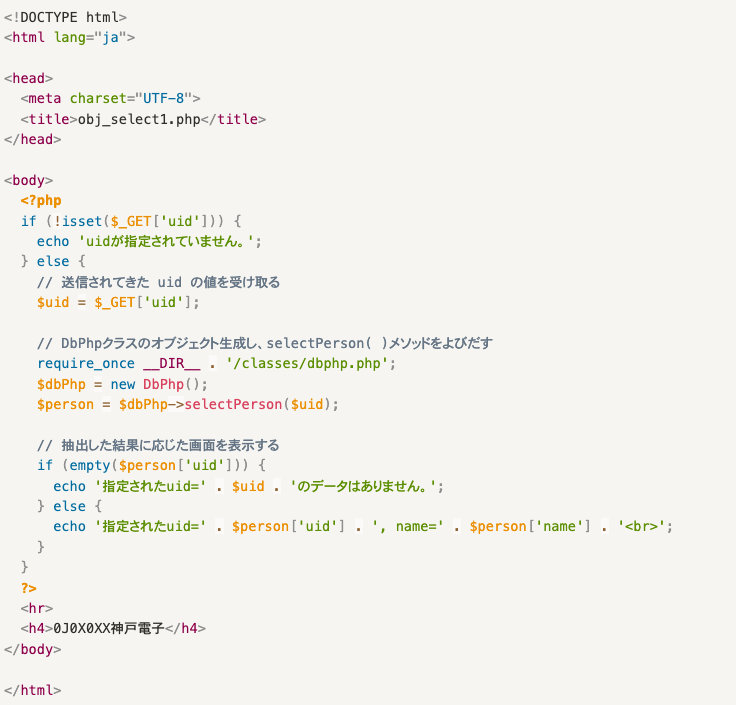 <!DOCTYPE html>
<html lang="ja">
<head>
<meta charset="UTF-8">
<title>obj_select1.php</title>
</head>
<body>
<?php
if (!isset($_GET['uid'])) {
echo 'uidが指定されていません。';
} else {
// 送信されてきた uid の値を受け取る
$uid = $_GET['uid'];
// DbPhpクラスのオブジェクト生成し、selectPerson( )メソッドをよびだす
require_once __DIR__ . '/classes/dbphp.php';
$dbPhp = new DbPhp();
$person = $dbPhp->selectPerson($uid);
// 抽出した結果に応じた画面を表示する
if (empty($person['uid'])) {
echo '指定されたuid=' . $uid . 'のデータはありません。';
} else {
echo '指定されたuid=' . $person['uid'] . ', name=' . $person['name'] . '<br>';
}
}
?>
<hr>
<h4>0J0X0XX神戸電子</h4>
</body>
</html>